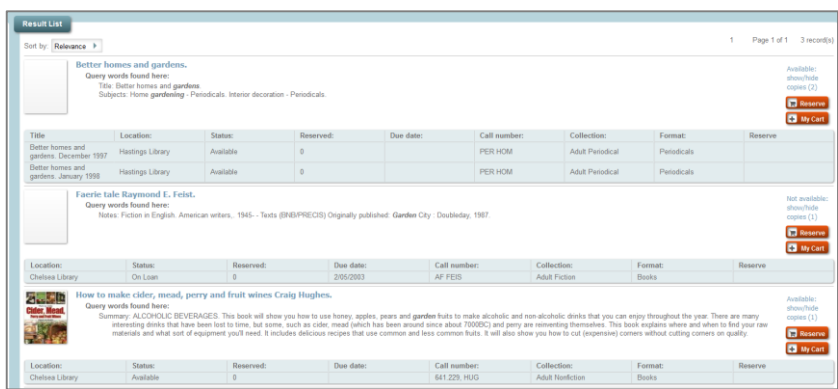 Result List
Sort by: Relevance
1 Page 1 of 1 3 record(s)
Better homes and gardens.
Query words found here:
Title: Better homes and gardens
Subjects: Home gardening - Periodicals. Interior decoration - Periodicals.
Available:
show/hide
copies (2)
Reserve
My Cart
Title Location: Status: Reserved: Due date: Call number: Collection: Format: Reserve
Better homes and
gardens. December 1997 Hastings Library Available 0 PER HOM Adult Periodical Periodicals
Better homes and
gardens. January 1998 Hastings Library Available 0 PER HOM Adult Periodical Periodicals
Faerie tale Raymond E. Feist.
Query words found here:
Notes: Fiction in English. American writers,. 1945- - Texts (BNB/PRECIS) Originally published: Garden City : Doubleday, 1987.
Not available:
show/hide
copies (1)
Reserve
My Cart
Location: Status: Reserved: Due date: Call number: Collection: Format: Reserve
Chelsea Library On Loan 0 2/05/2003 AF FEIS Adult Fiction Books
Cider, Mead,
How to make cider, mead, perry and fruit wines Craig Hughes.
Query words found here:
Summary: ALCOHOLIC BEVERAGES. This book will show you how to use honey, apples, pears and garden fruits to make alcoholic and non-alcoholic drinks that you can enjoy throughout the year. There are many
interesting drinks that have been lost to time, but some, such as cider, mead (which has been around since about 7000BC) and perry are reinventing themselves. This book explains where and when to find your raw
materials and what sort of equipment you'll need. It includes delicious recipes that use common and less common fruits. It will also show you how to cut (expensive) corners without cutting corners on quality.
Available:
show/hide
copies (1)
Reserve
My Cart
Location: Status: Reserved: Due date: Call number: Collection: Format: Reserve
Chelsea Library Available 0 641.229, HUG Adult Nonfiction Books